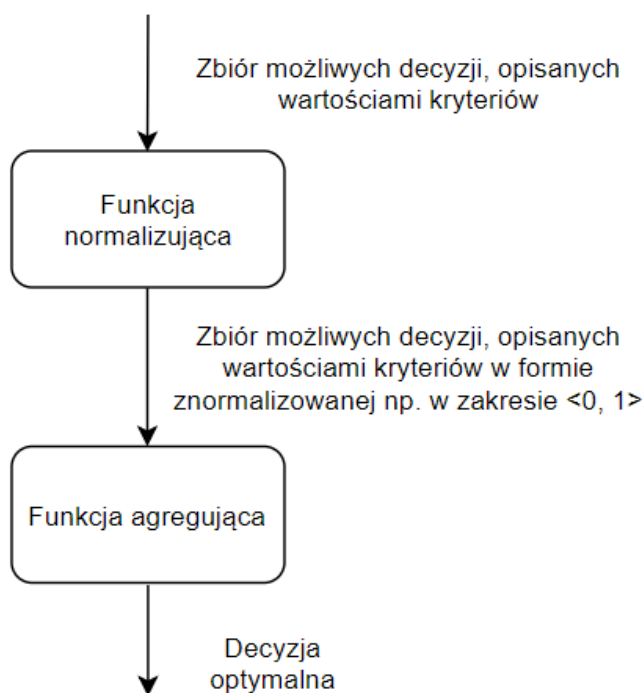 Zbiór możliwych decyzji, opisanych
wartościami kryteriów
Funkcja
normalizująca
Zbiór możliwych decyzji, opisanych
wartościami kryteriów w formie
znormalizowanej np. w zakresie <0, 1>
Funkcja agregująca
Decyzja
optymalna